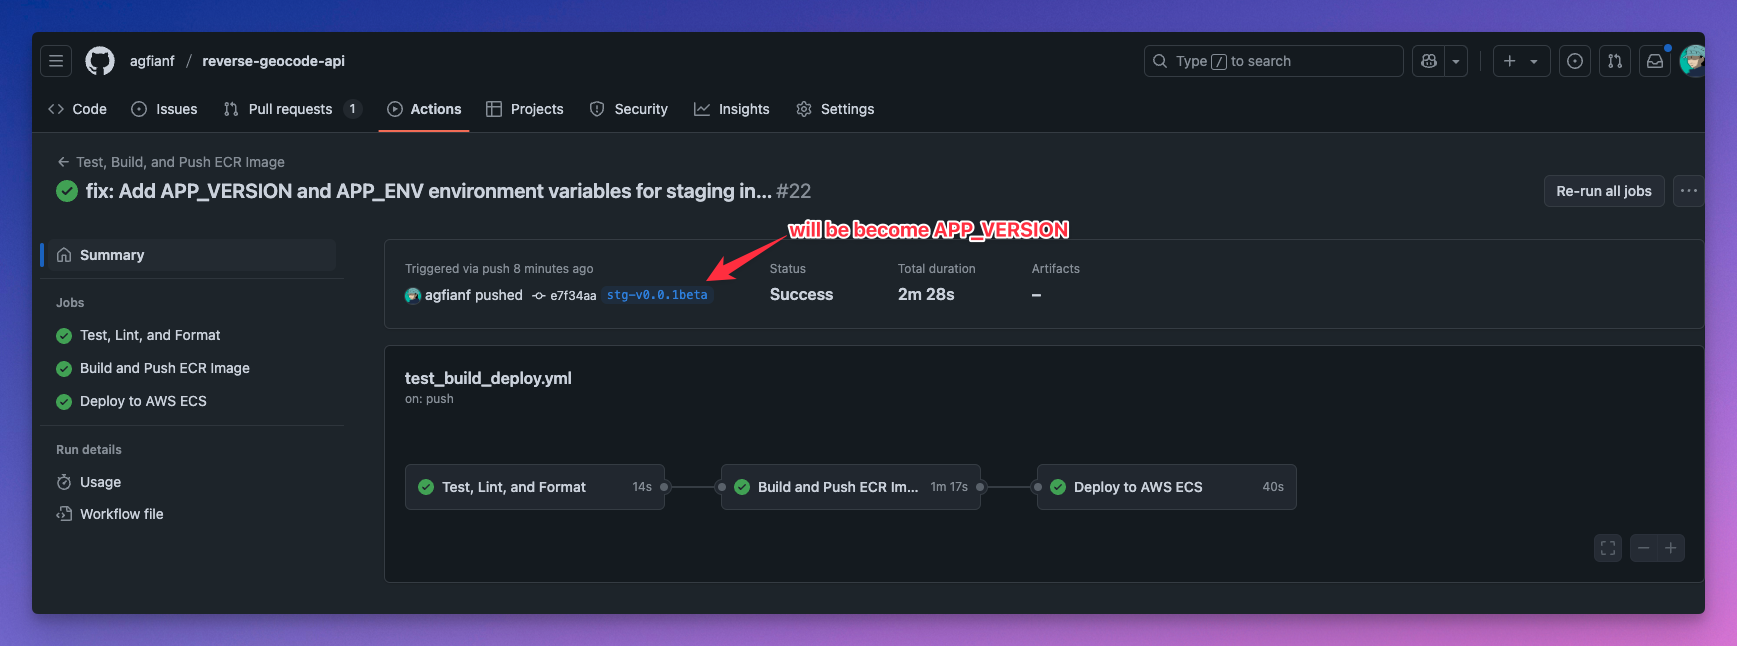 agfianf / reverse-geocode-api
Type / to search
Code Issues Pull requests 1 Actions Projects Security Insights Settings
← Test, Build, and Push ECR Image
fix: Add APP_VERSION and APP_ENV environment variables for staging in... #22
Re-run all jobs
will be become APP_VERSION
Summary
Jobs
Test, Lint, and Format
Build and Push ECR Image
Deploy to AWS ECS
Run details
Usage
Workflow file
Triggered via push 8 minutes ago
agfianf pushed e7f34aa stg-v0.0.1beta
Status
Success
Total duration
2m 28s
Artifacts
–
test_build_deploy.yml
on: push
Test, Lint, and Format 14s
Build and Push ECR Im... 1m 17s
Deploy to AWS ECS 40s